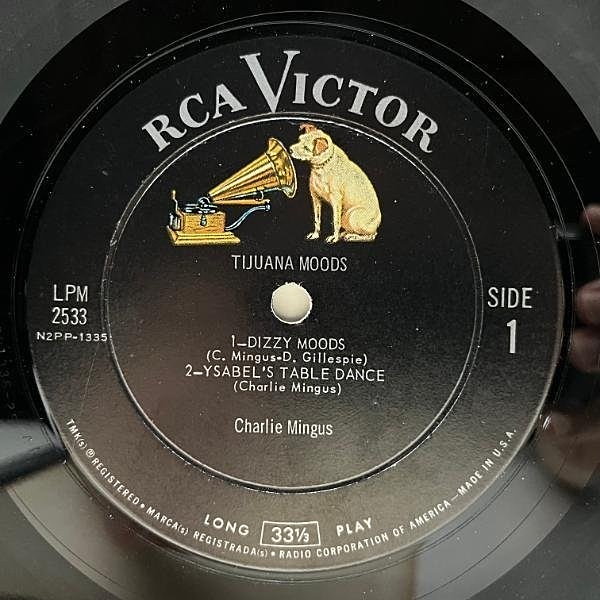 RCA VICTOR
TIJUANA MOODS
LPM
2533
N2PP-1335
SIDE
1
1—DIZZY MOODS
(C. Mingus-D. Gillespie)
2—YSABEL'S TABLE DANCE
(Charlie Mingus)
Charlie Mingus
LONG 33⅓ PLAY
TMK(s) ® REGISTERED • MARCA(s) REGISTRADA(s) • RADIO CORPORATION OF AMERICA—MADE IN U.S.A.